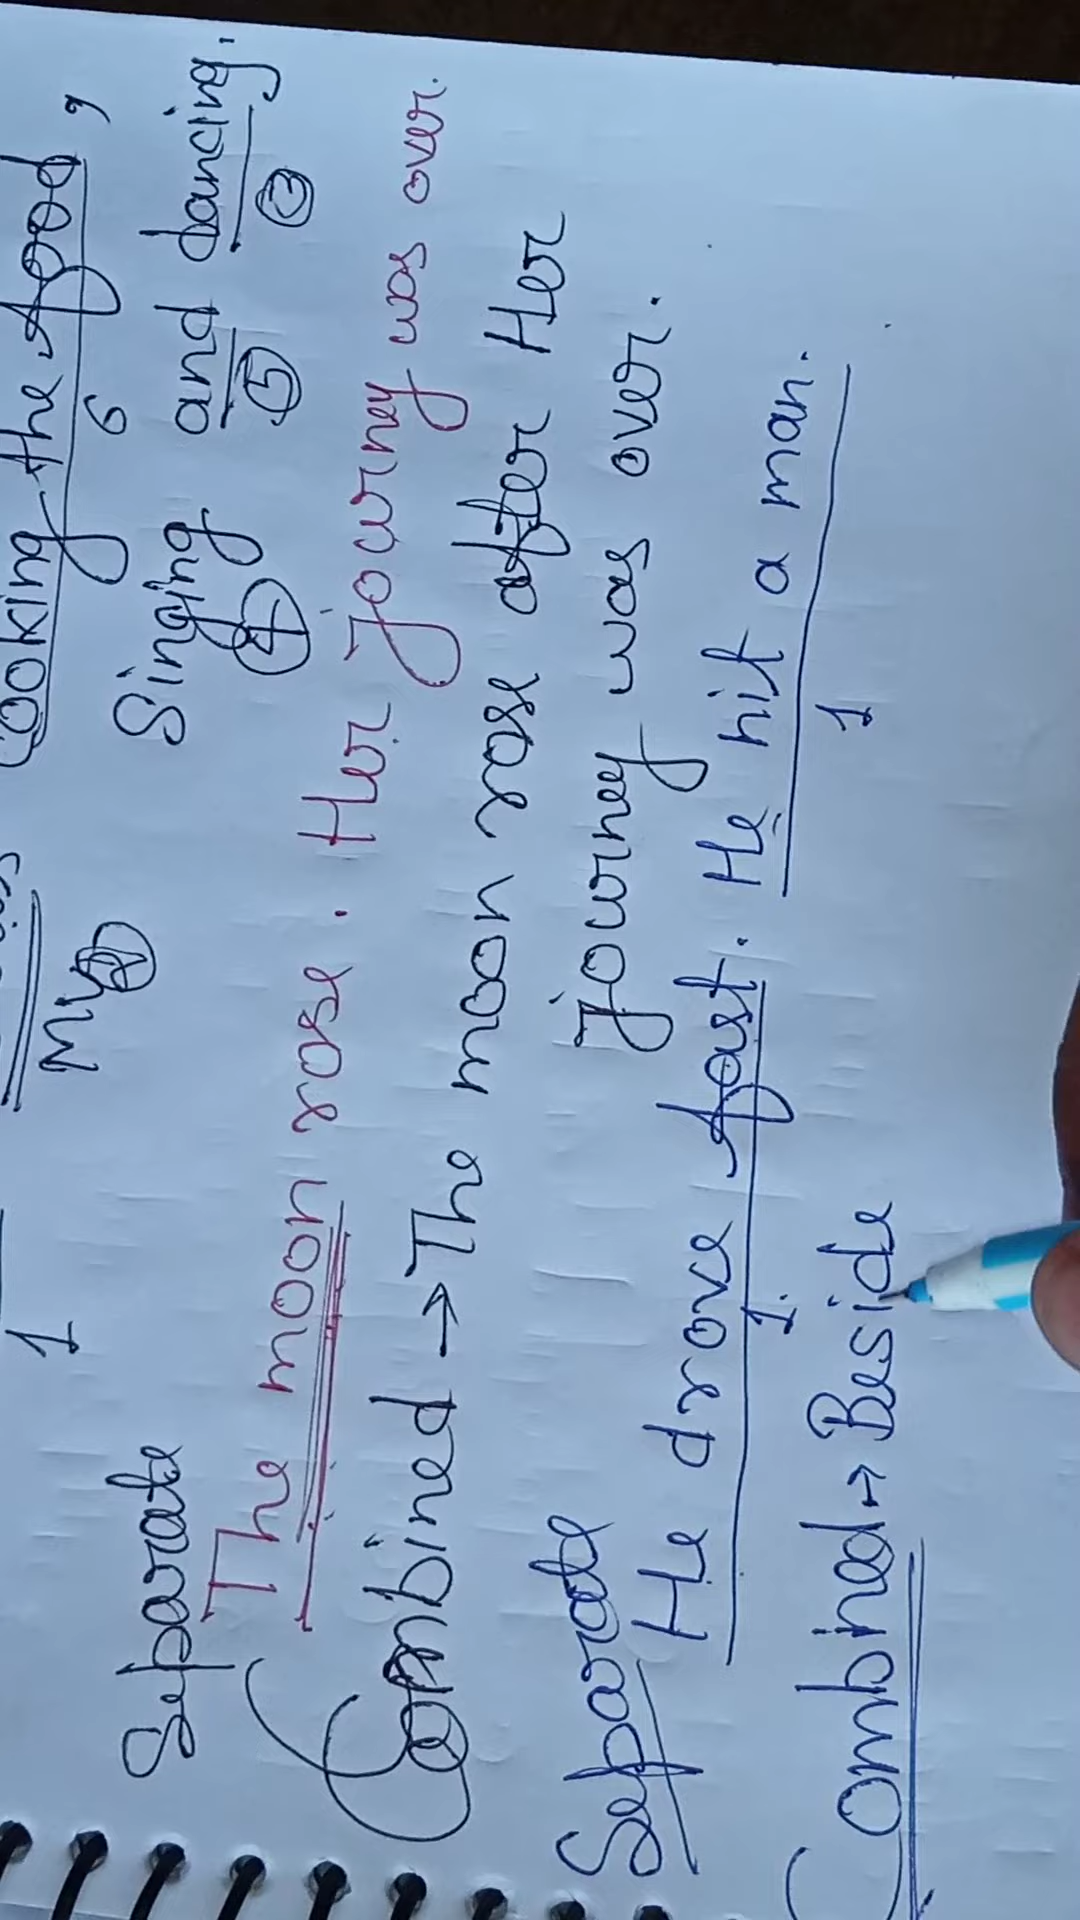 ooking the food,
6
Singing and dancing.
4 5 3
My
2
1
Separate
The moon rose. Her journey was over.
Combined → The moon rose after Her
journey was over.
Separate
He drove fast. He hit a man.
1. 1
Combined → Beside